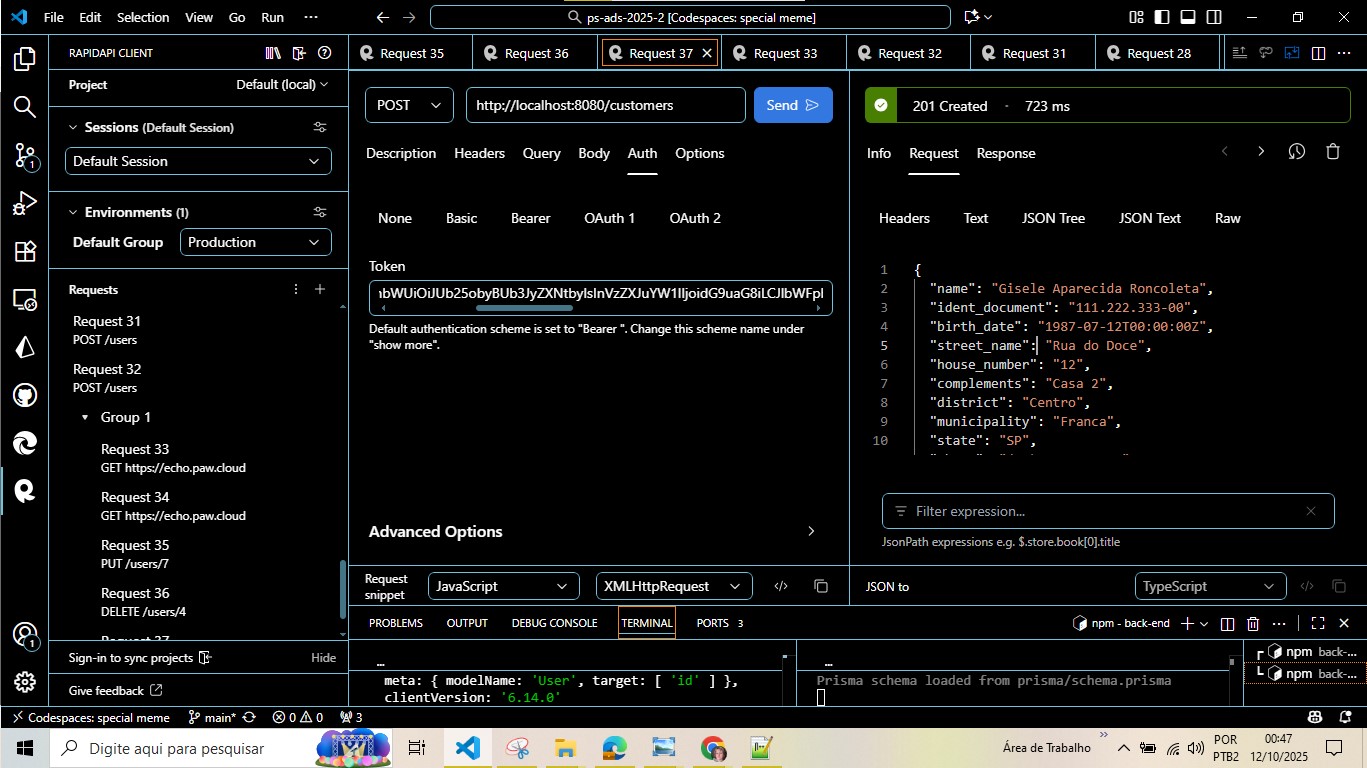 File Edit Selection View Go Run ··· ps-ads-2025-2 [Codespaces: special meme]
RAPIDAPI CLIENT
Project Default (local)
Sessions (Default Session)
Default Session
Environments (1)
Default Group Production
Requests
Request 31
POST /users
Request 32
POST /users
Group 1
Request 33
GET https://echo.paw.cloud
Request 34
GET https://echo.paw.cloud
Request 35
PUT /users/7
Request 36
DELETE /users/4
Request 37
Sign-in to sync projects Hide
Give feedback
Request 35 Request 36 Request 37 Request 33 Request 32 Request 31 Request 28
POST http://localhost:8080/customers Send
Description Headers Query Body Auth Options
None Basic Bearer OAuth 1 OAuth 2
Token
Default authentication scheme is set to "Bearer ". Change this scheme name under
"show more".
Advanced Options
Request
snippet JavaScript XMLHttpRequest
201 Created · 723 ms
Info Request Response
Headers Text JSON Tree JSON Text Raw
1 {
2 "name": "Gisele Aparecida Roncoleta",
3 "ident_document": "111.222.333-00",
4 "birth_date": "1987-07-12T00:00:00Z",
5 "street_name": "Rua do Doce",
6 "house_number": "12",
7 "complements": "Casa 2",
8 "district": "Centro",
9 "municipality": "Franca",
10 "state": "SP",
Filter expression...
JsonPath expressions e.g. $.store.book[0].title
JSON to TypeScript
PROBLEMS OUTPUT DEBUG CONSOLE TERMINAL PORTS 3 npm - back-end
…
meta: { modelName: 'User', target: [ 'id' ] },
clientVersion: '6.14.0'
…
Prisma schema loaded from prisma/schema.prisma
npm back-...
npm back-...
1
1
Codespaces: special meme main* 0 0 3
Digite aqui para pesquisar
Área de Trabalho
POR
PTB2
00:47
12/10/2025